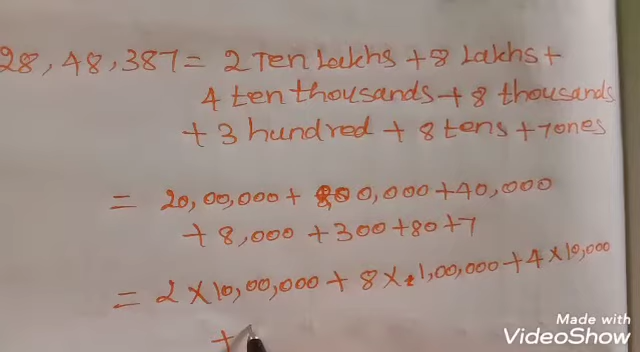 28,48,387 = 2 Ten Lakhs + 8 Lakhs +
4 ten thousands + 8 thousands
+ 3 hundred + 8 tens + 7 ones
= 20,00,000 + 800,000 + 40,000
+ 8,000 + 300 + 80 + 7
= 2 × 10,00,000 + 8 × 1,00,000 + 4 × 10,000
+
Made with
VideoShow